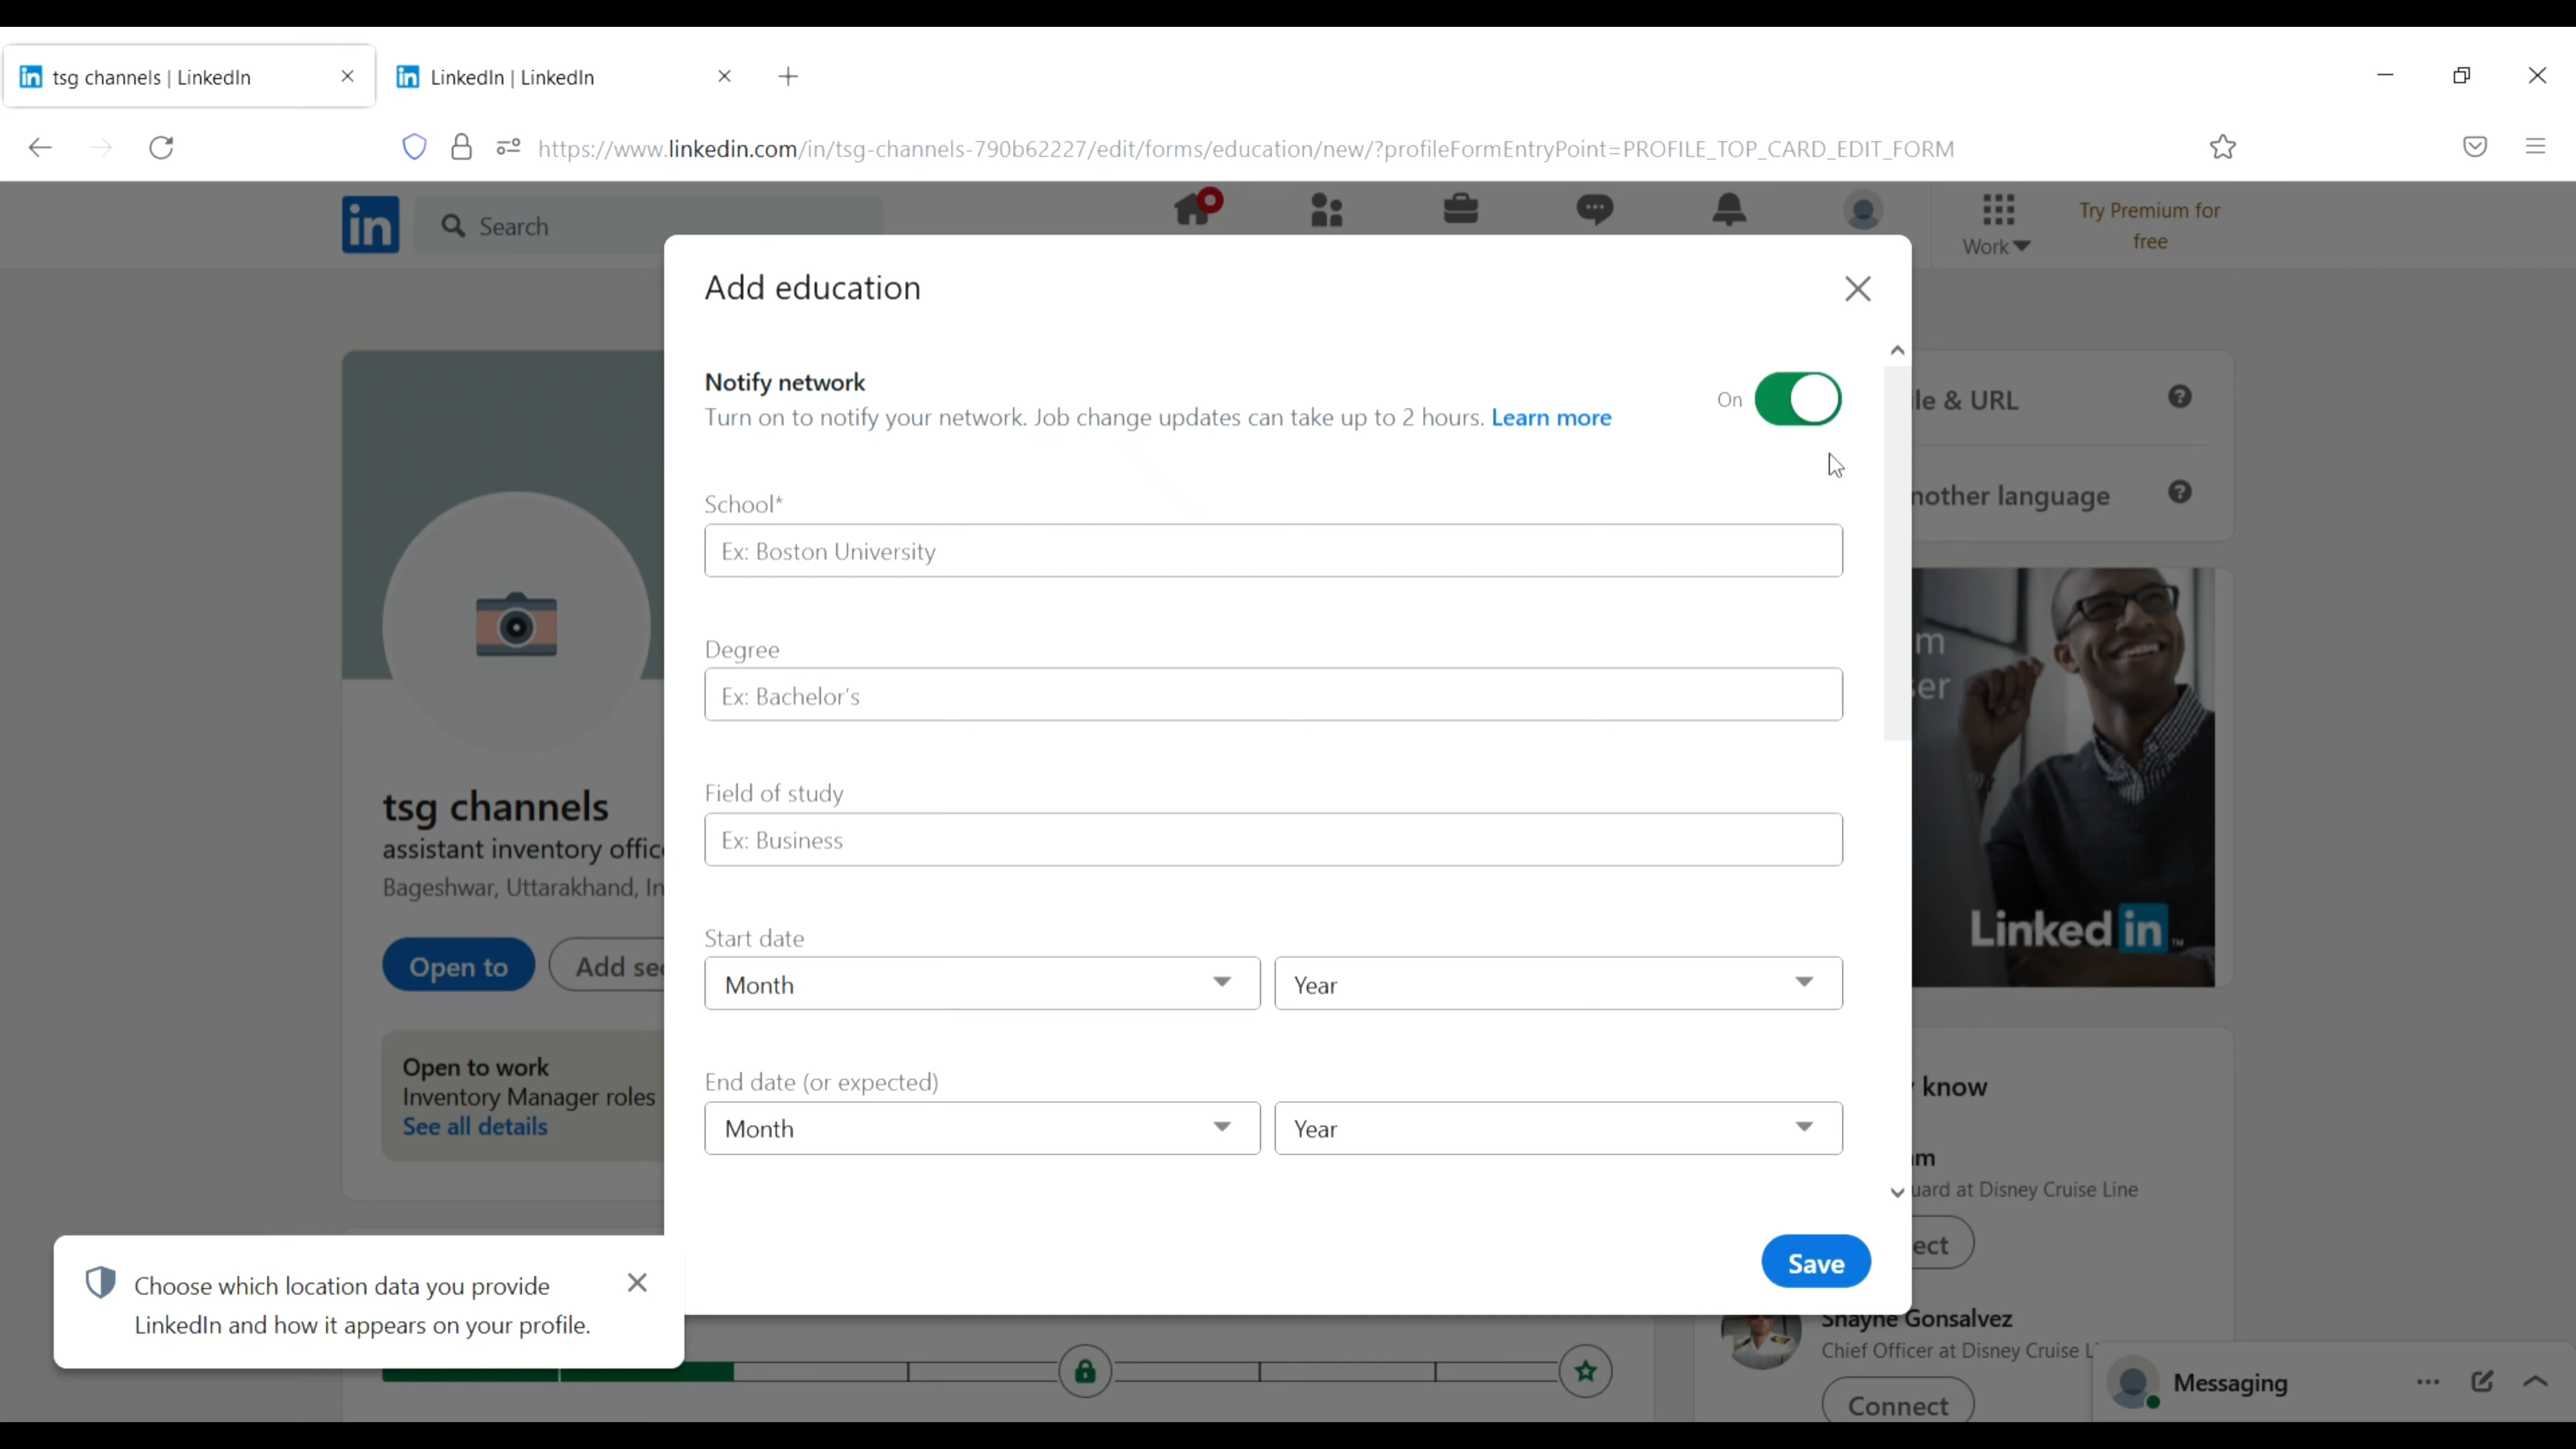 tsg channels | LinkedIn
LinkedIn | LinkedIn
https://www.linkedin.com/in/tsg-channels-790b62227/edit/forms/education/new/?profileFormEntryPoint=PROFILE_TOP_CARD_EDIT_FORM
in
Search
Work
Try Premium for
free
Add education
Notify network
Turn on to notify your network. Job change updates can take up to 2 hours. Learn more
On
School*
Ex: Boston University
Degree
Ex: Bachelor's
Field of study
Ex: Business
Start date
Month
Year
End date (or expected)
Month
Year
Save
tsg channels
assistant inventory offic
Bageshwar, Uttarakhand, In
Open to
Add sec
Open to work
Inventory Manager roles
See all details
Choose which location data you provide
LinkedIn and how it appears on your profile.
ile & URL
nother language
m
ser
Linked in
know
am
uard at Disney Cruise Line
ect
Shayne Gonsalvez
Chief Officer at Disney Cruise Li
Connect
Messaging